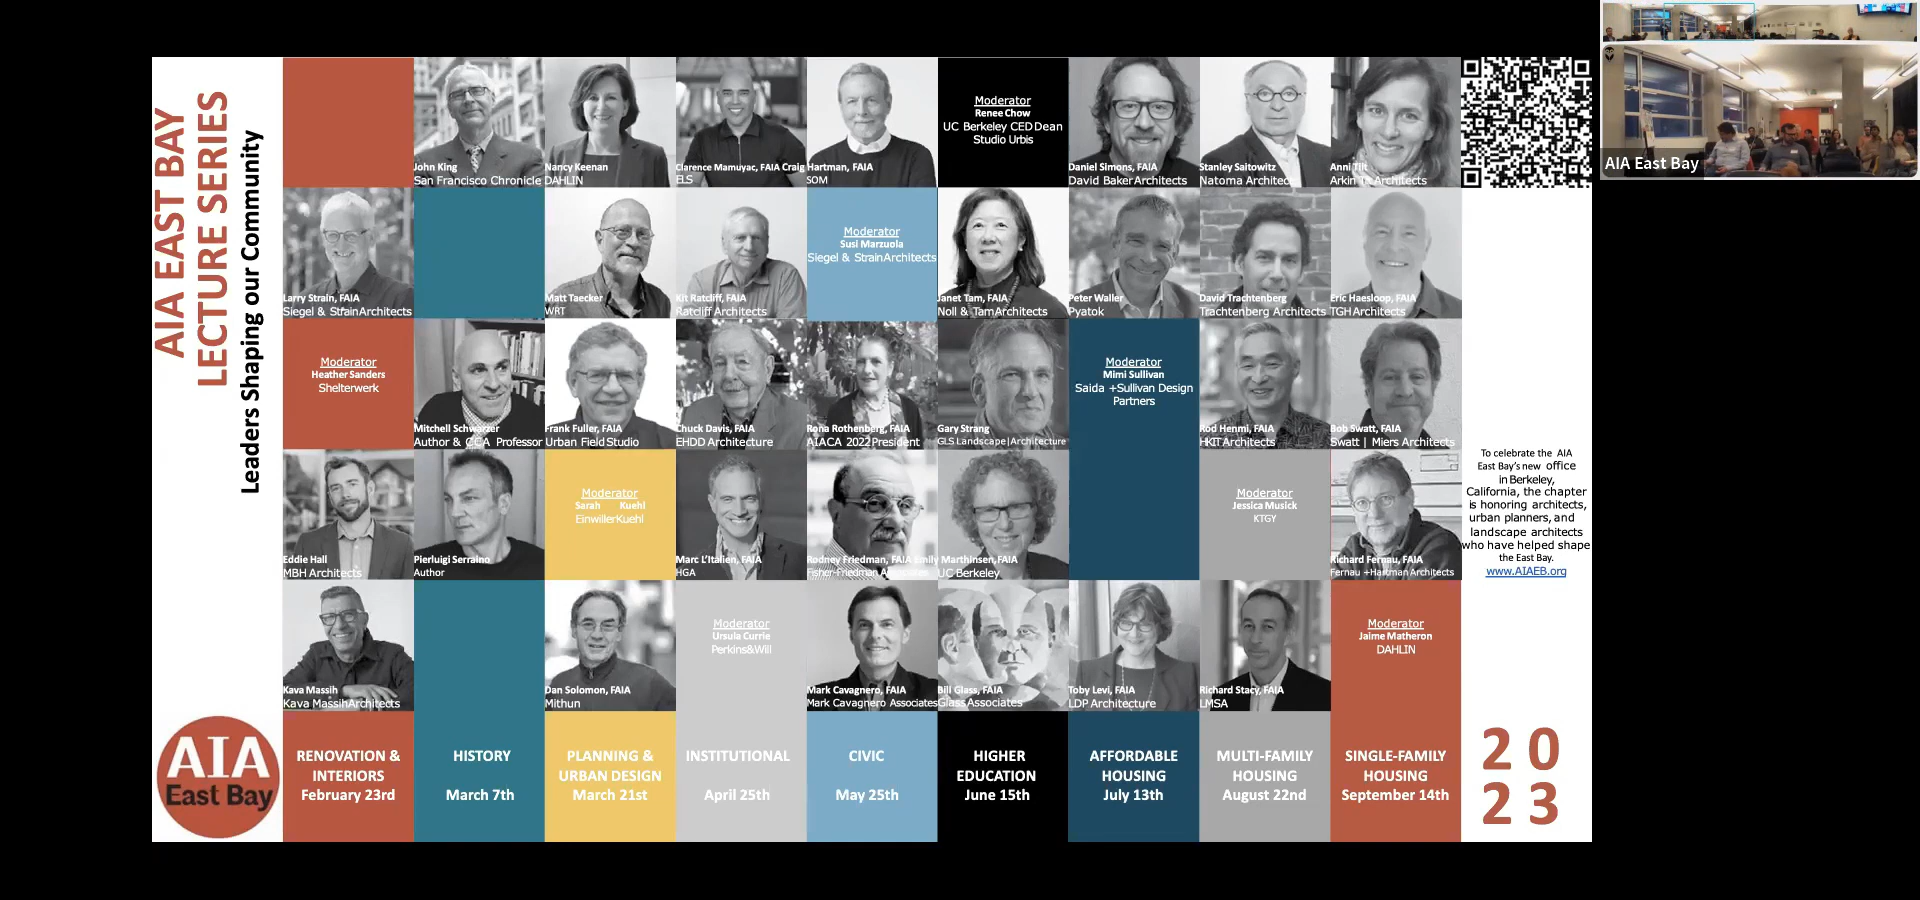 AIA EAST BAY
LECTURE SERIES
Leaders Shaping our Community
John King
San Francisco Chronicle
Nancy Keenan
DAHLIN
Clarence Mamuyac, FAIA
ELS
Craig Hartman, FAIA
SOM
Moderator
Renee Chow
UC Berkeley CED Dean
Studio Urbis
Daniel Simons, FAIA
David Baker Architects
Stanley Saitowitz
Natoma Architects
Anni Tilt
Arkin Tilt Architects
Larry Strain, FAIA
Siegel & Strain Architects
Matt Taecker
WRT
Kit Ratcliff, FAIA
Ratcliff Architects
Moderator
Susi Marzuola
Siegel & Strain Architects
Janet Tam, FAIA
Noll & Tam Architects
Peter Waller
Pyatok
David Trachtenberg
Trachtenberg Architects
Eric Haesloop, FAIA
TGH Architects
Moderator
Heather Sanders
Shelterwerk
Mitchell Schwarzer
Author & CCA Professor
Frank Fuller, FAIA
Urban Field Studio
Chuck Davis, FAIA
EHDD Architecture
Rona Rothenberg, FAIA
AIACA 2022 President
Gary Strang
GLS Landscape | Architecture
Moderator
Mimi Sullivan
Saida + Sullivan Design
Partners
Rod Henmi, FAIA
HKIT Architects
Bob Swatt, FAIA
Swatt | Miers Architects
Eddie Hall
MBH Architects
Pierluigi Serraino
Author
Moderator
Sarah Kuehl
EinwillerKuehl
Marc L'Italien, FAIA
HGA
Rodney Friedman, FAIA
Fisher-Friedman Associates
Emily Marthinsen, FAIA
UC Berkeley
Moderator
Jessica Musick
KTGY
Richard Fernau, FAIA
Fernau + Hartman Architects
To celebrate the AIA
East Bay's new office
in Berkeley,
California, the chapter
is honoring architects,
urban planners, and
landscape architects
who have helped shape
the East Bay.
www.AIAEB.org
Kava Massih
Kava Massih Architects
Dan Solomon, FAIA
Mithun
Moderator
Ursula Currie
Perkins&Will
Mark Cavagnero, FAIA
Mark Cavagnero Associates
Bill Glass, FAIA
Glass Associates
Toby Levi, FAIA
LDP Architecture
Richard Stacy, FAIA
LMSA
Moderator
Jaime Matheron
DAHLIN
AIA
East Bay
RENOVATION &
INTERIORS
February 23rd
HISTORY
March 7th
PLANNING &
URBAN DESIGN
March 21st
INSTITUTIONAL
April 25th
CIVIC
May 25th
HIGHER
EDUCATION
June 15th
AFFORDABLE
HOUSING
July 13th
MULTI-FAMILY
HOUSING
August 22nd
SINGLE-FAMILY
HOUSING
September 14th
20
23
AIA East Bay